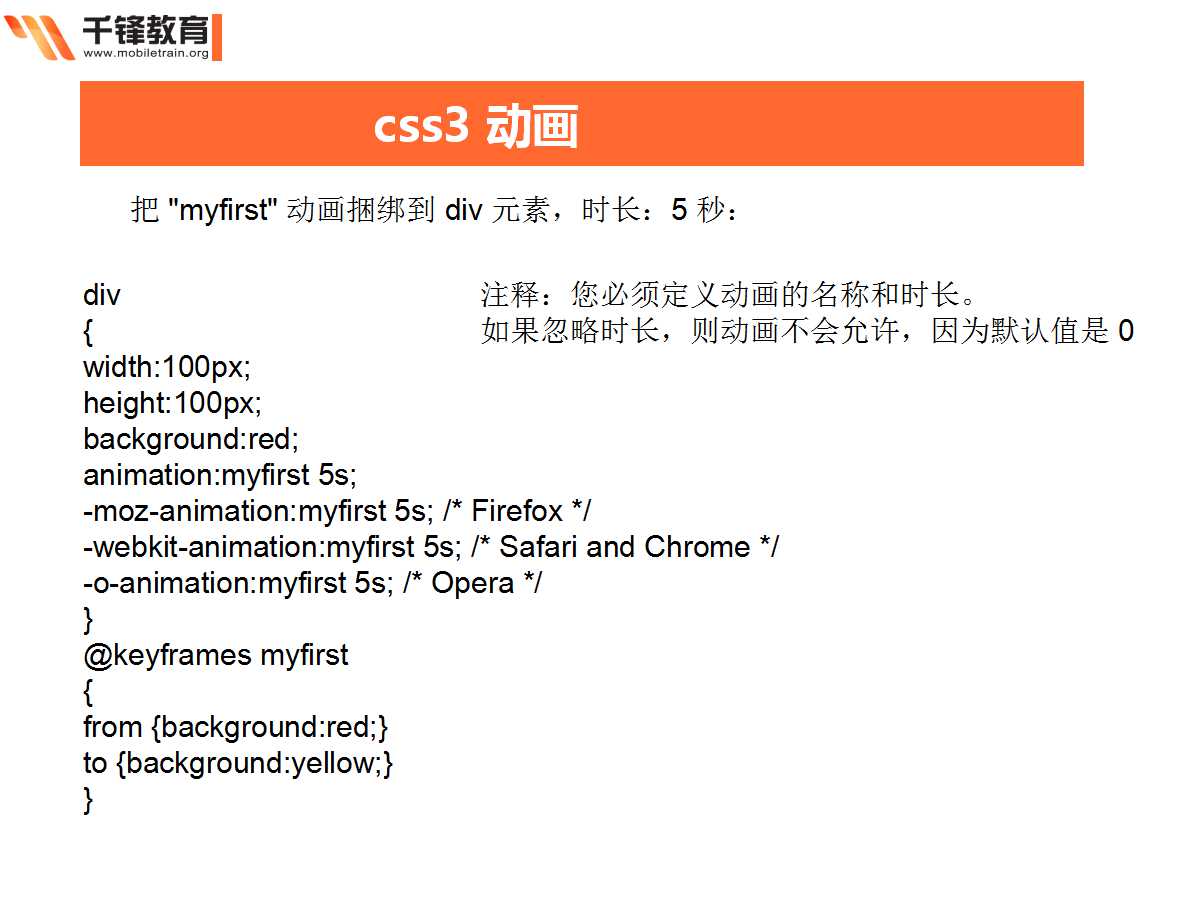 千锋教育
www.mobiletrain.org
css3 动画
把 "myfirst" 动画捆绑到 div 元素，时长：5 秒：
div
{
width:100px;
height:100px;
background:red;
animation:myfirst 5s;
-moz-animation:myfirst 5s; /* Firefox */
-webkit-animation:myfirst 5s; /* Safari and Chrome */
-o-animation:myfirst 5s; /* Opera */
}
@keyframes myfirst
{
from {background:red;}
to {background:yellow;}
}
注释：您必须定义动画的名称和时长。
如果忽略时长，则动画不会允许，因为默认值是 0